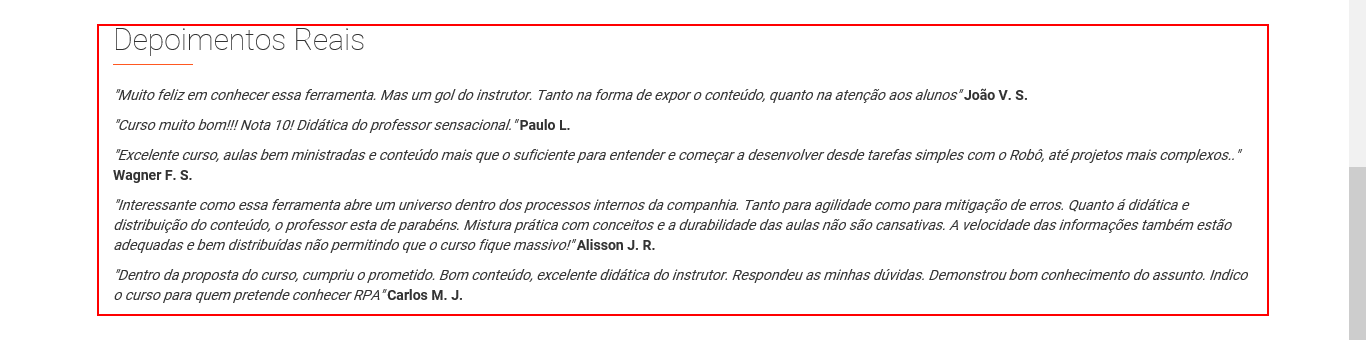 Depoimentos Reais
"Muito feliz em conhecer essa ferramenta. Mas um gol do instrutor. Tanto na forma de expor o conteúdo, quanto na atenção aos alunos" João V. S.
"Curso muito bom!!! Nota 10! Didática do professor sensacional." Paulo L.
"Excelente curso, aulas bem ministradas e conteúdo mais que o suficiente para entender e começar a desenvolver desde tarefas simples com o Robô, até projetos mais complexos.."
Wagner F. S.
"Interessante como essa ferramenta abre um universo dentro dos processos internos da companhia. Tanto para agilidade como para mitigação de erros. Quanto á didática e
distribuição do conteúdo, o professor esta de parabéns. Mistura prática com conceitos e a durabilidade das aulas não são cansativas. A velocidade das informações também estão
adequadas e bem distribuídas não permitindo que o curso fique massivo!" Alisson J. R.
"Dentro da proposta do curso, cumpriu o prometido. Bom conteúdo, excelente didática do instrutor. Respondeu as minhas dúvidas. Demonstrou bom conhecimento do assunto. Indico
o curso para quem pretende conhecer RPA" Carlos M. J.